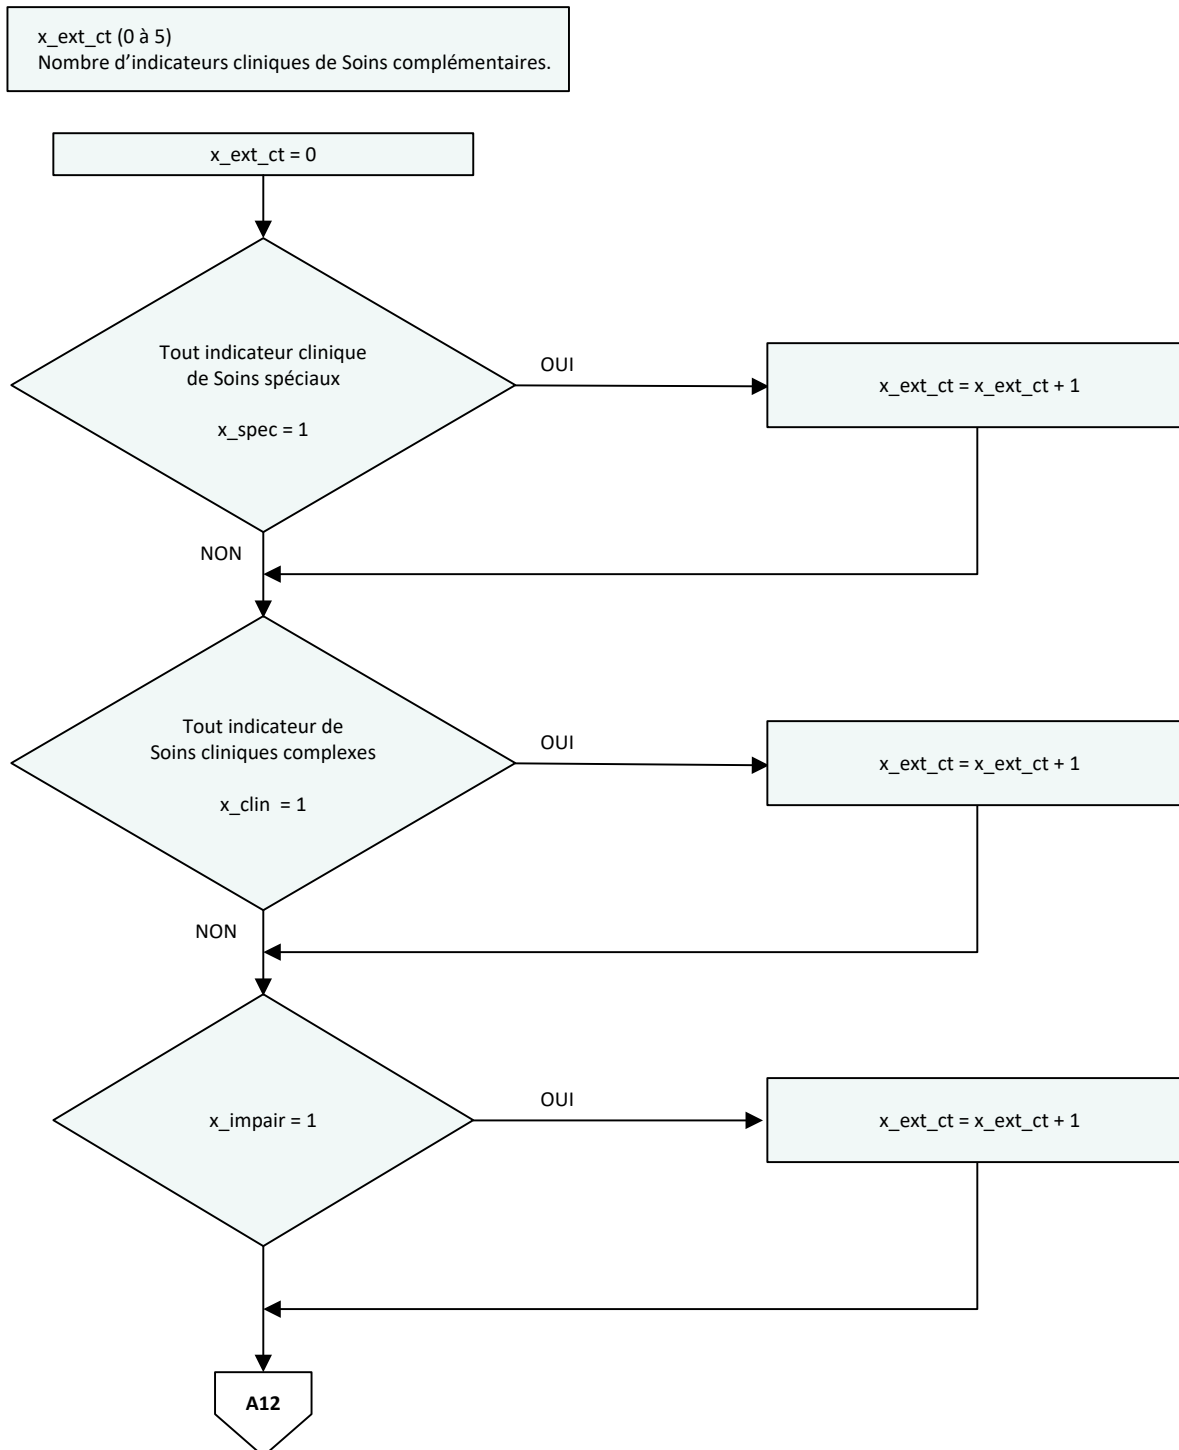 x_ext_ct (0 à 5)
Nombre d’indicateurs cliniques de Soins complémentaires.
x_ext_ct = 0
Tout indicateur clinique
de Soins spéciaux
x_spec = 1
OUI
x_ext_ct = x_ext_ct + 1
NON
Tout indicateur de
Soins cliniques complexes
x_clin = 1
OUI
x_ext_ct = x_ext_ct + 1
NON
x_impair = 1
OUI
x_ext_ct = x_ext_ct + 1
A12